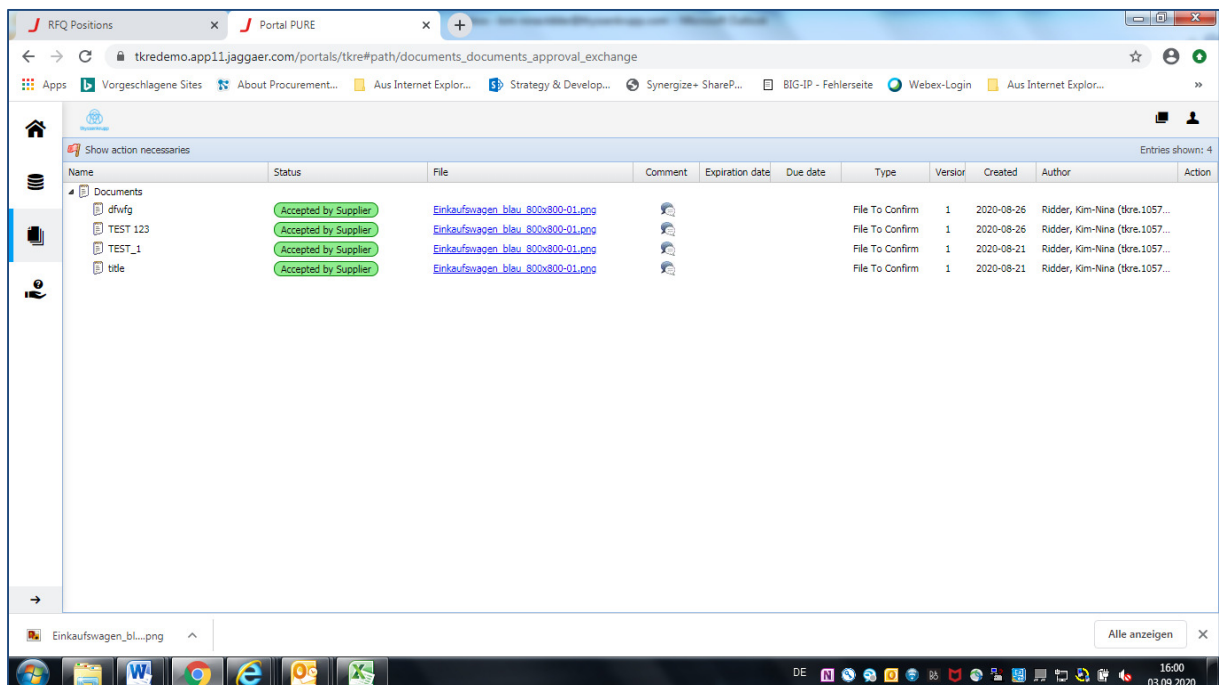 RFQ Positions Portal PURE
tkredemo.app11.jaggaer.com/portals/tkre#path/documents_documents_approval_exchange
Apps Vorgeschlagene Sites About Procurement... Aus Internet Explor... Strategy & Develop... Synergize+ ShareP... BIG-IP - Fehlerseite Webex-Login Aus Internet Explor... »
thyssenkrupp
Show action necessaries Entries shown: 4
Name Status File Comment Expiration date Due date Type Version Created Author Action
Documents
dfwfg Accepted by Supplier Einkaufswagen_blau_800x800-01.png File To Confirm 1 2020-08-26 Ridder, Kim-Nina (tkre.1057...
TEST 123 Accepted by Supplier Einkaufswagen_blau_800x800-01.png File To Confirm 1 2020-08-26 Ridder, Kim-Nina (tkre.1057...
TEST_1 Accepted by Supplier Einkaufswagen_blau_800x800-01.png File To Confirm 1 2020-08-21 Ridder, Kim-Nina (tkre.1057...
title Accepted by Supplier Einkaufswagen_blau_800x800-01.png File To Confirm 1 2020-08-21 Ridder, Kim-Nina (tkre.1057...
Einkaufswagen_bl....png Alle anzeigen
DE 16:00
03.09.2020